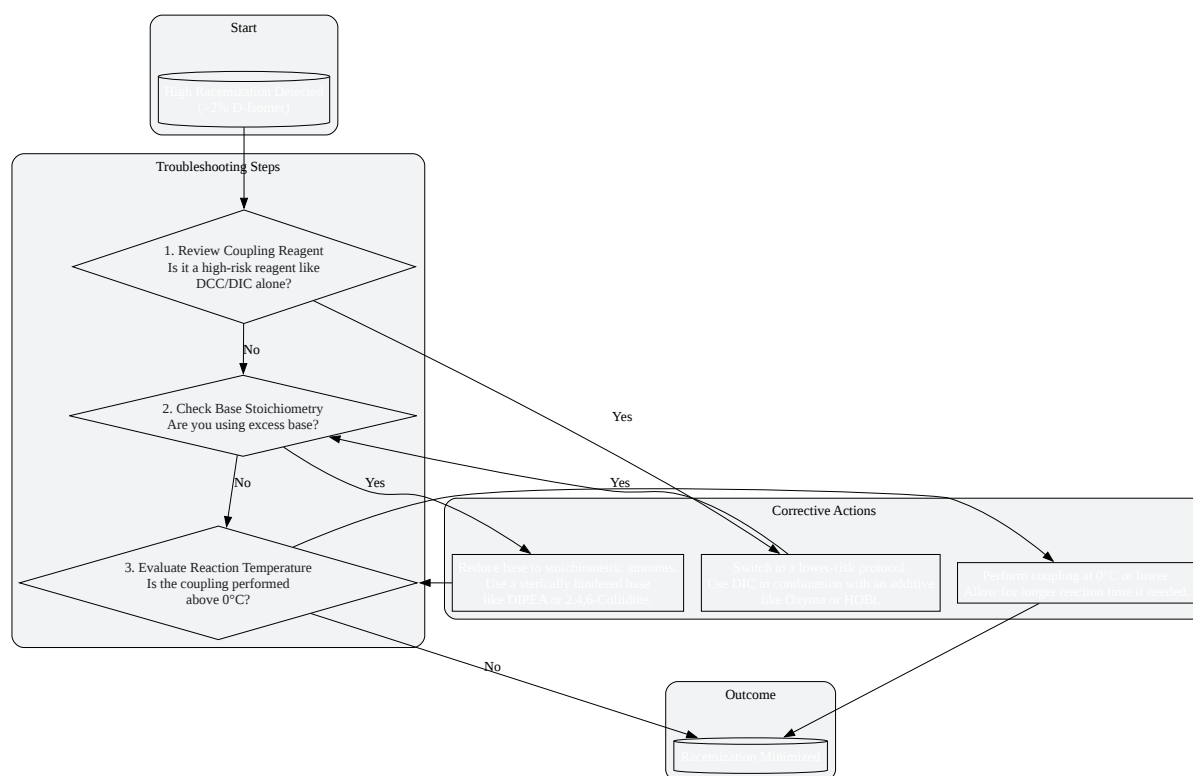 Start
High Racemization Detected
(>2% D-Isomer)
Troubleshooting Steps
1. Review Coupling Reagent
Is it a high-risk reagent like
DCC/DIC alone?
No
Yes
2. Check Base Stoichiometry
Are you using excess base?
No
Yes
Yes
3. Evaluate Reaction Temperature
Is the coupling performed
above 0°C?
No
Corrective Actions
Reduce base to stoichiometric amounts.
Use a sterically hindered base
like DIPEA or 2,4,6-Collidine.
Switch to a lower-risk protocol.
Use DIC in combination with an additive
like Oxyma or HOBt.
Perform coupling at 0°C or lower.
Allow for longer reaction time if needed.
Outcome
Racemization Minimized